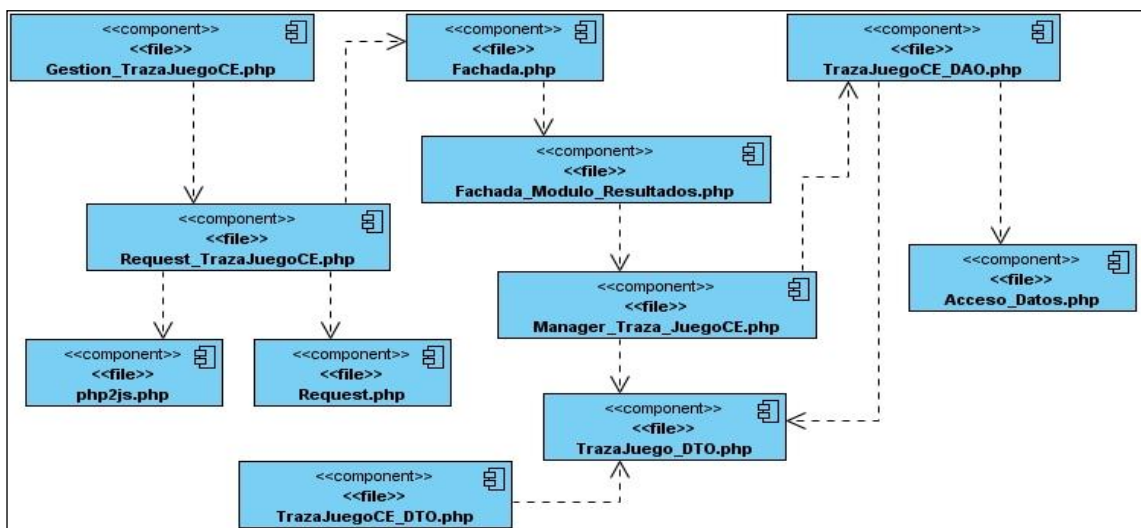 <<component>>
<<file>>
Gestion_TrazaJuegoCE.php
<<component>>
<<file>>
Fachada.php
<<component>>
<<file>>
TrazaJuegoCE_DAO.php
<<component>>
<<file>>
Fachada_Modulo_Resultados.php
<<component>>
<<file>>
Request_TrazaJuegoCE.php
<<component>>
<<file>>
Acceso_Datos.php
<<component>>
<<file>>
Manager_Traza_JuegoCE.php
<<component>>
<<file>>
php2js.php
<<component>>
<<file>>
Request.php
<<component>>
<<file>>
TrazaJuego_DTO.php
<<component>>
<<file>>
TrazaJuegoCE_DTO.php